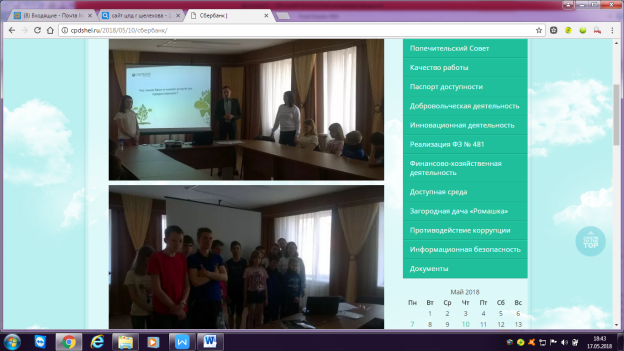 (8) Входящие - Почта
сайт цпд г шелехова -
Сбербанк |
cpdshel.ru/2018/05/10/сбербанк/
Попечительский Совет
Качество работы
Паспорт доступности
Добровольческая деятельность
Инновационная деятельность
Реализация ФЗ № 481
Финансово-хозяйственная
деятельность
Доступная среда
Загородная дача «Ромашка»
Противодействие коррупции
Информационная безопасность
Документы
TOP
Май 2018
Пн Вт Ср Чт Пт Сб Вс
1 2 3 4 5 6
7 8 9 10 11 12 13
18:43
17.05.2018